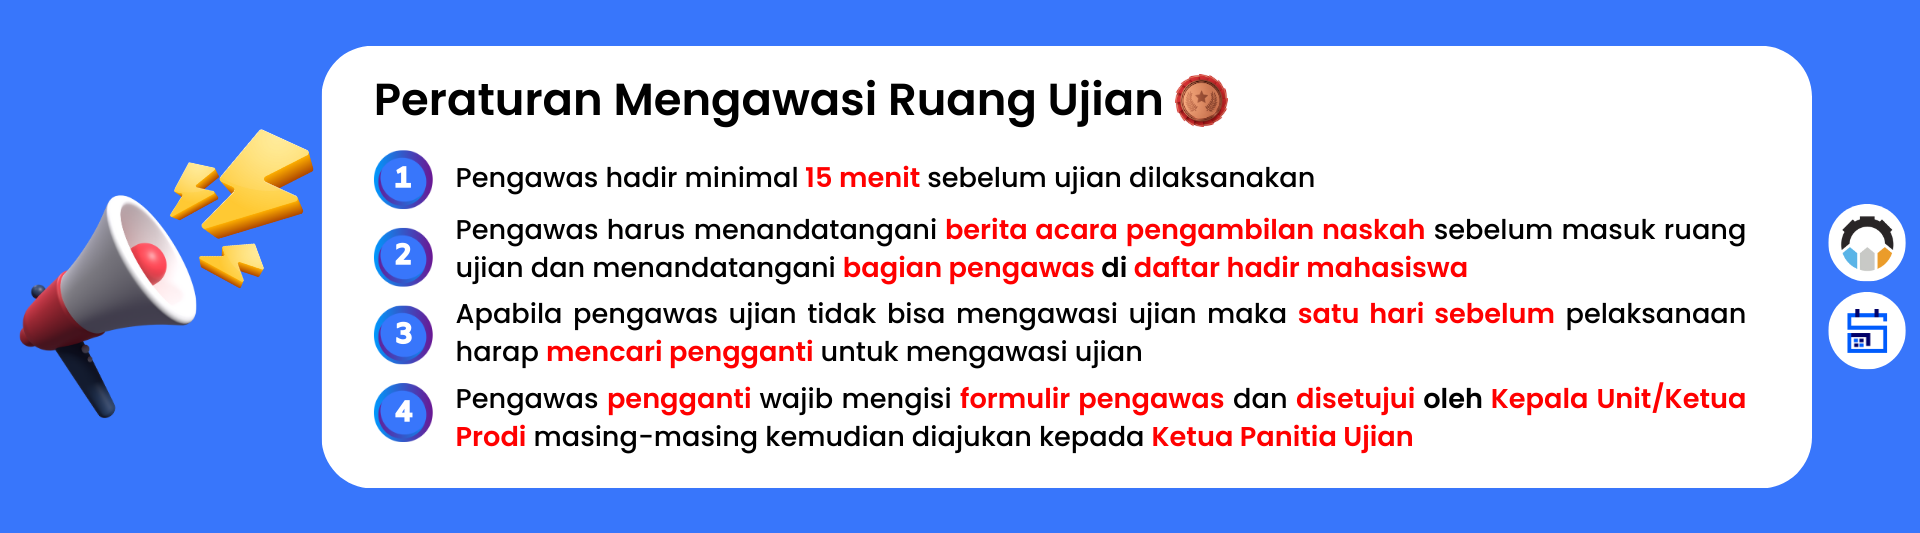 Peraturan Mengawasi Ruang Ujian
1 Pengawas hadir minimal 15 menit sebelum ujian dilaksanakan
2 Pengawas harus menandatangani berita acara pengambilan naskah sebelum masuk ruang
ujian dan menandatangani bagian pengawas di daftar hadir mahasiswa
3 Apabila pengawas ujian tidak bisa mengawasi ujian maka satu hari sebelum pelaksanaan
harap mencari pengganti untuk mengawasi ujian
4 Pengawas pengganti wajib mengisi formulir pengawas dan disetujui oleh Kepala Unit/Ketua
Prodi masing-masing kemudian diajukan kepada Ketua Panitia Ujian